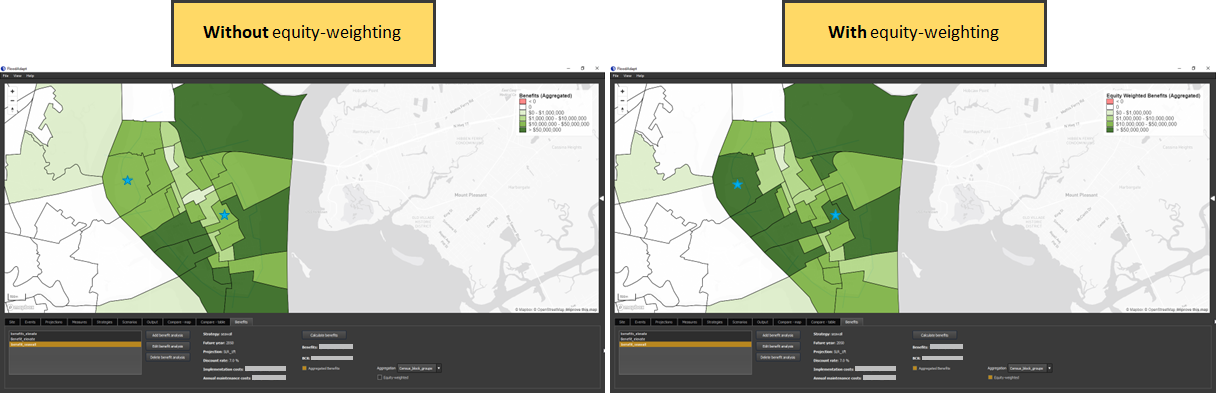 Without equity-weighting
With equity-weighting
FloodAdapt
File View Help
Benefits (Aggregated)
< 0
0
$0 - $1,000,000
$1,000,000 - $10,000,000
$10,000,000 - $50,000,000
> $50,000,000
Mount Pleasant
© Mapbox © OpenStreetMap Improve this map
Site Events Projections Measures Strategies Scenarios Output Compare - map Compare - table Benefits
benefits_elevate
Benefit_elevate
benefit_seawall
Add benefit analysis
Edit benefit analysis
Delete benefit analysis
Strategy: seawall
Future year: 2050
Discount rate: 7.0 %
Implementation costs:
Annual maintenance costs:
Calculate benefits
Benefits:
BCR:
Aggregated Benefits
Aggregation: Census_block_groups
Equity-weighted
FloodAdapt
File View Help
Equity Weighted Benefits (Aggregated)
< 0
0
$0 - $1,000,000
$1,000,000 - $10,000,000
$10,000,000 - $50,000,000
> $50,000,000
Mount Pleasant
© Mapbox © OpenStreetMap Improve this map
Site Events Projections Measures Strategies Scenarios Output Compare - map Compare - table Benefits
benefits_elevate
Benefit_elevate
benefit_seawall
Add benefit analysis
Edit benefit analysis
Delete benefit analysis
Strategy: seawall
Future year: 2050
Discount rate: 7.0 %
Implementation costs:
Annual maintenance costs:
Calculate benefits
Benefits:
BCR:
Aggregated Benefits
Aggregation: Census_block_groups
Equity-weighted